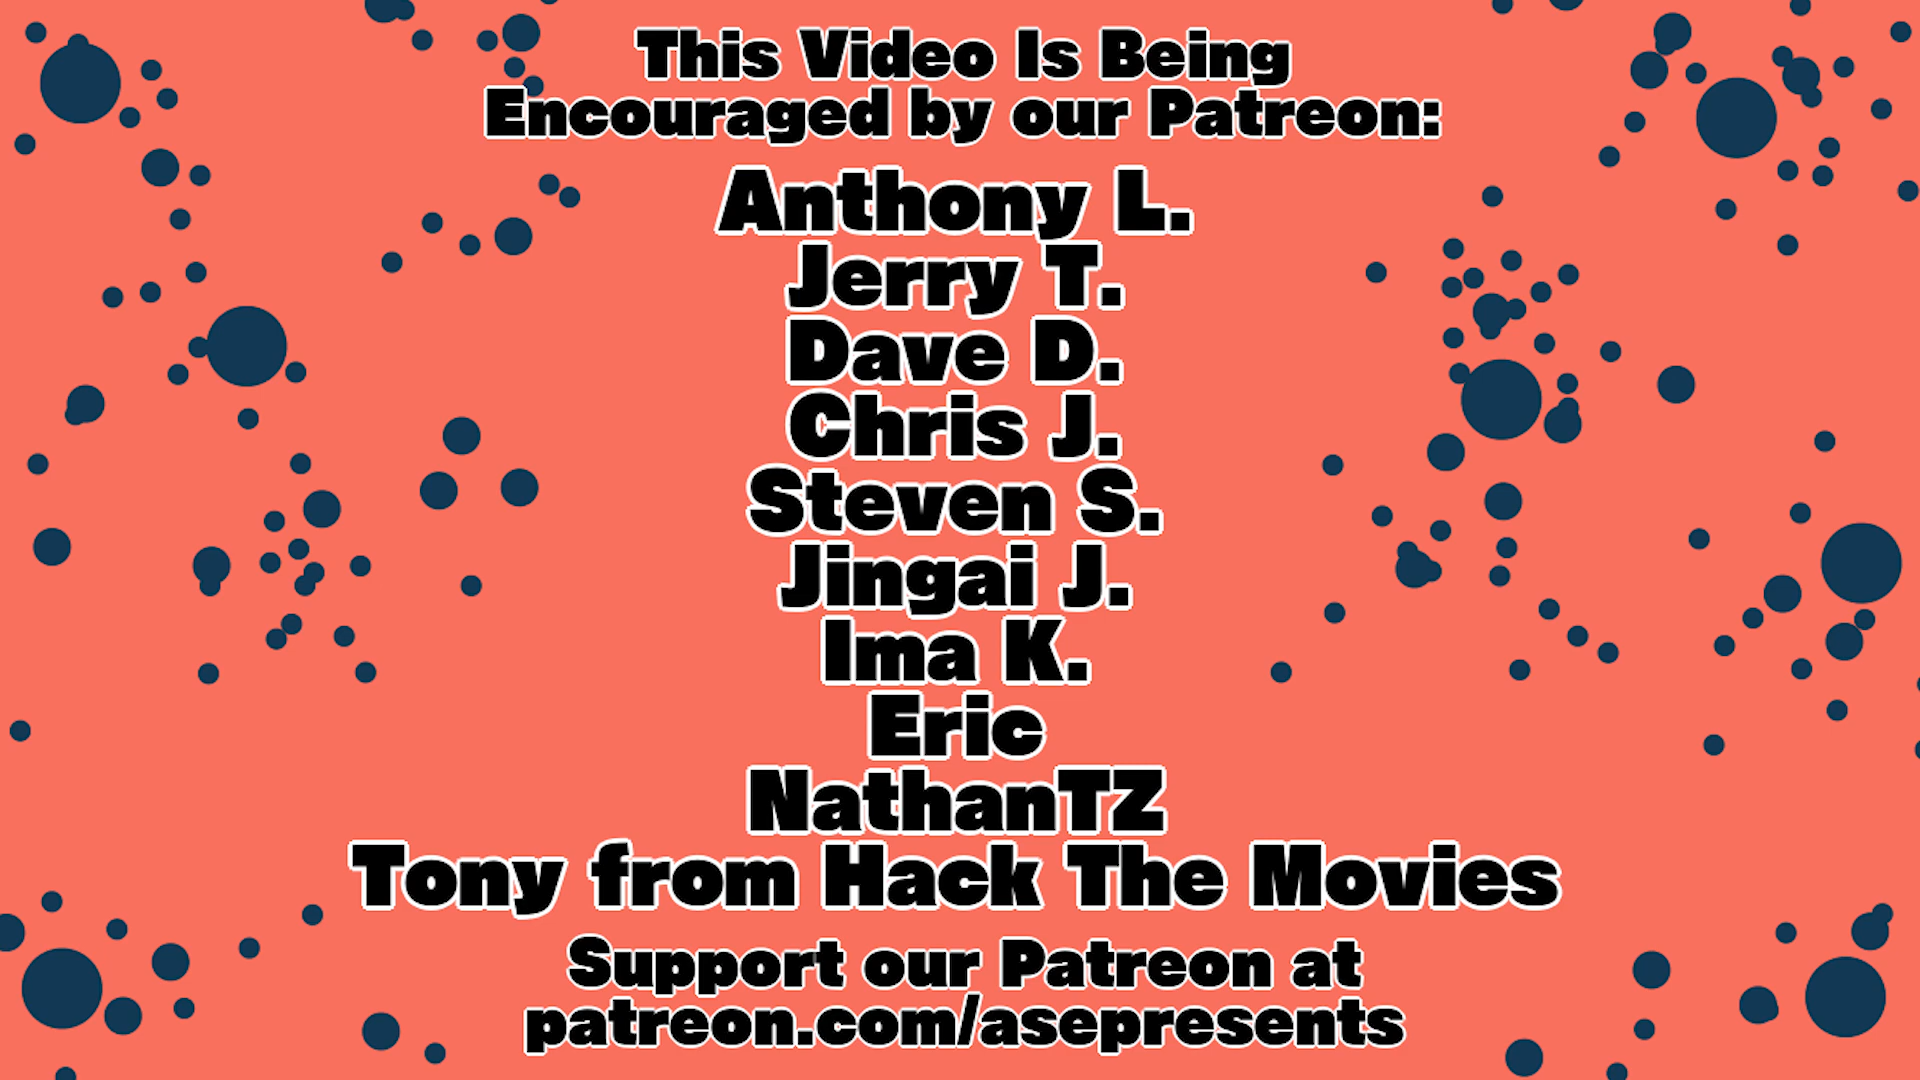 This Video Is Being
Encouraged by our Patreon:
Anthony L.
Jerry T.
Dave D.
Chris J.
Steven S.
Jingai J.
Ima K.
Eric
NathanTZ
Tony from Hack The Movies
Support our Patreon at
patreon.com/asepresents